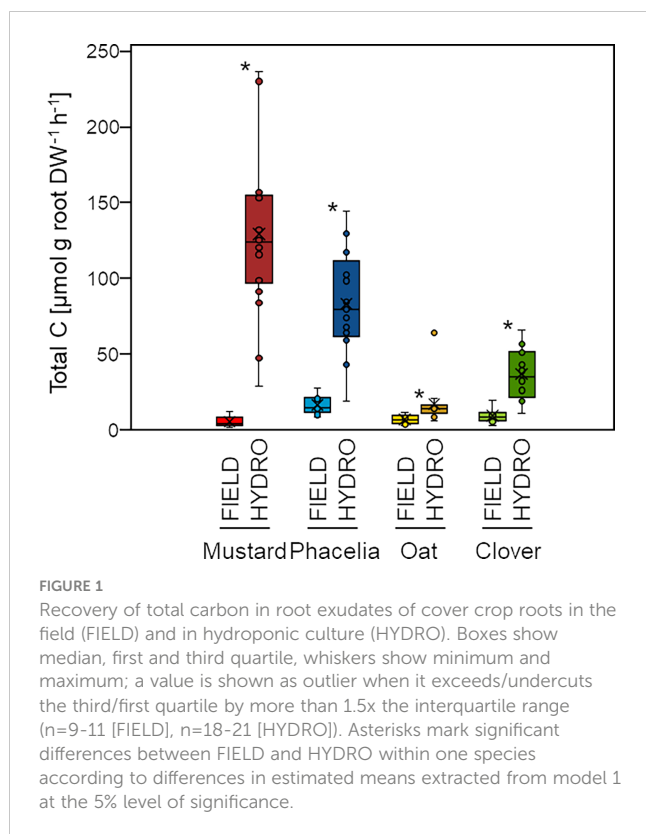 250
200
150
100
50
0
Total C [µmol g root DW⁻¹ h⁻¹]
*
*
*
*
FIELD HYDRO FIELD HYDRO FIELD HYDRO FIELD HYDRO
Mustard Phacelia Oat Clover
FIGURE 1
Recovery of total carbon in root exudates of cover crop roots in the
field (FIELD) and in hydroponic culture (HYDRO). Boxes show
median, first and third quartile, whiskers show minimum and
maximum; a value is shown as outlier when it exceeds/undercuts
the third/first quartile by more than 1.5x the interquartile range
(n=9-11 [FIELD], n=18-21 [HYDRO]). Asterisks mark significant
differences between FIELD and HYDRO within one species
according to differences in estimated means extracted from model 1
at the 5% level of significance.